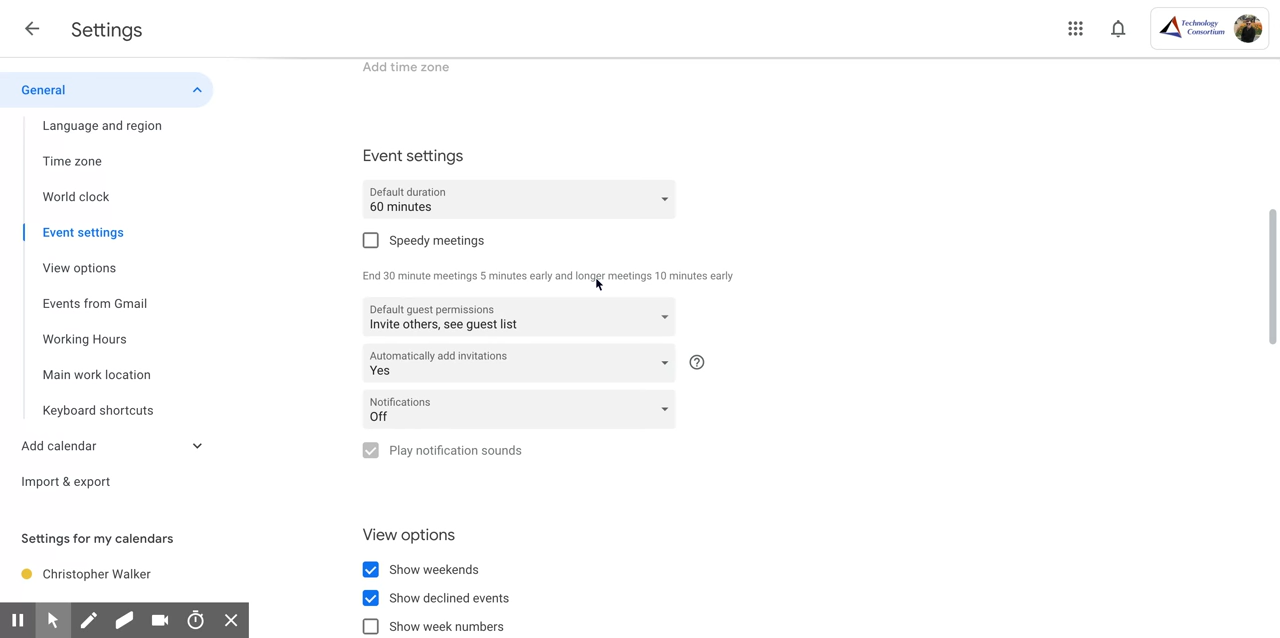 Settings
Technology
Consortium
General
Language and region
Time zone
World clock
Event settings
View options
Events from Gmail
Working Hours
Main work location
Keyboard shortcuts
Add calendar
Import & export
Settings for my calendars
Christopher Walker
Add time zone
Event settings
Default duration
60 minutes
Speedy meetings
End 30 minute meetings 5 minutes early and longer meetings 10 minutes early
Default guest permissions
Invite others, see guest list
Automatically add invitations
Yes
Notifications
Off
Play notification sounds
View options
Show weekends
Show declined events
Show week numbers